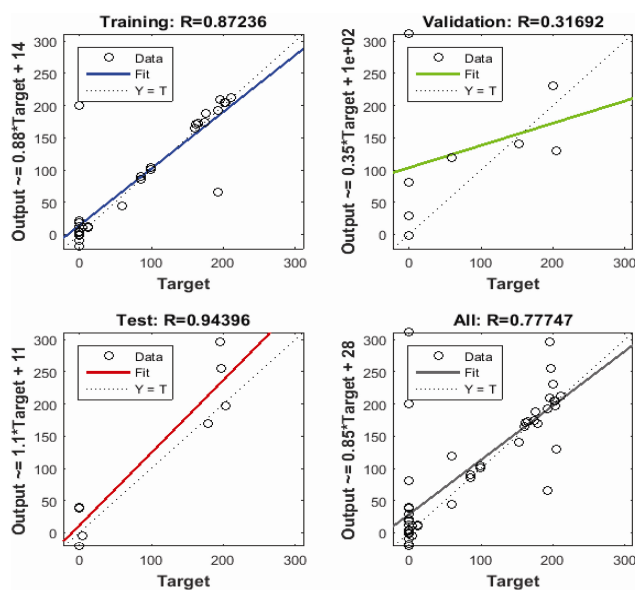 Training: R=0.87236
Output ~= 0.88*Target + 14
300
250
200
150
100
50
0
Data
Fit
Y = T
0 100 200 300
Target
Validation: R=0.31692
Output ~= 0.35*Target + 1e+02
300
250
200
150
100
50
0
Data
Fit
Y = T
0 100 200 300
Target
Test: R=0.94396
Output ~= 1.1*Target + 11
300
250
200
150
100
50
0
Data
Fit
Y = T
0 100 200 300
Target
All: R=0.77747
Output ~= 0.85*Target + 28
300
250
200
150
100
50
0
Data
Fit
Y = T
0 100 200 300
Target